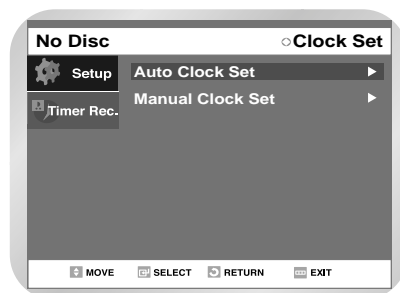 No Disc Clock Set
Setup Auto Clock Set
Manual Clock Set
Timer Rec.
MOVE SELECT RETURN EXIT